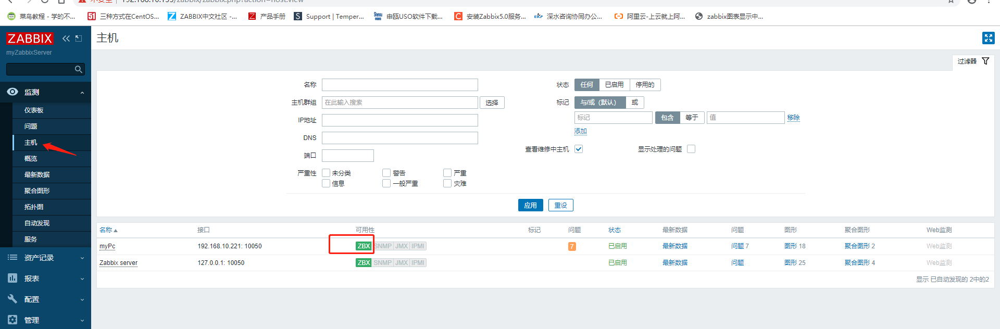 不安全 | 192.168.10.155/zabbix/zabbix.php?action=host.view
菜鸟教程 - 学的不... 三种方式在CentOS... ZABBIX中文社区 -... 产品手册 Support | Temper... 申瓯USO软件下载... 安装Zabbix5.0服务... 深水咨询协同办公... 阿里云-上云就上阿... zabbix图表显示中...
ZABBIX
myZabbixServer
监测
仪表板
问题
主机
概览
最新数据
聚合图形
拓扑图
自动发现
服务
资产记录
报表
配置
管理
主机
过滤器
名称
主机群组 在此输入搜索 选择
IP地址
DNS
端口
严重性 未分类 警告 严重
信息 一般严重 灾难
状态 任何 已启用 停用的
标记 与/或（默认） 或
标记 包含 等于 值 移除
添加
查看维修中主机 显示处理的问题
应用 重设
名称 接口 可用性 标记 问题 状态 最新数据 问题 图形 聚合图形 Web监测
myPc 192.168.10.221: 10050 ZBX SNMP JMX IPMI 7 已启用 最新数据 问题 7 图形 18 聚合图形 2 Web监测
Zabbix server 127.0.0.1: 10050 ZBX SNMP JMX IPMI 已启用 最新数据 问题 图形 25 聚合图形 4 Web监测
显示 已自动发现的 2中的2